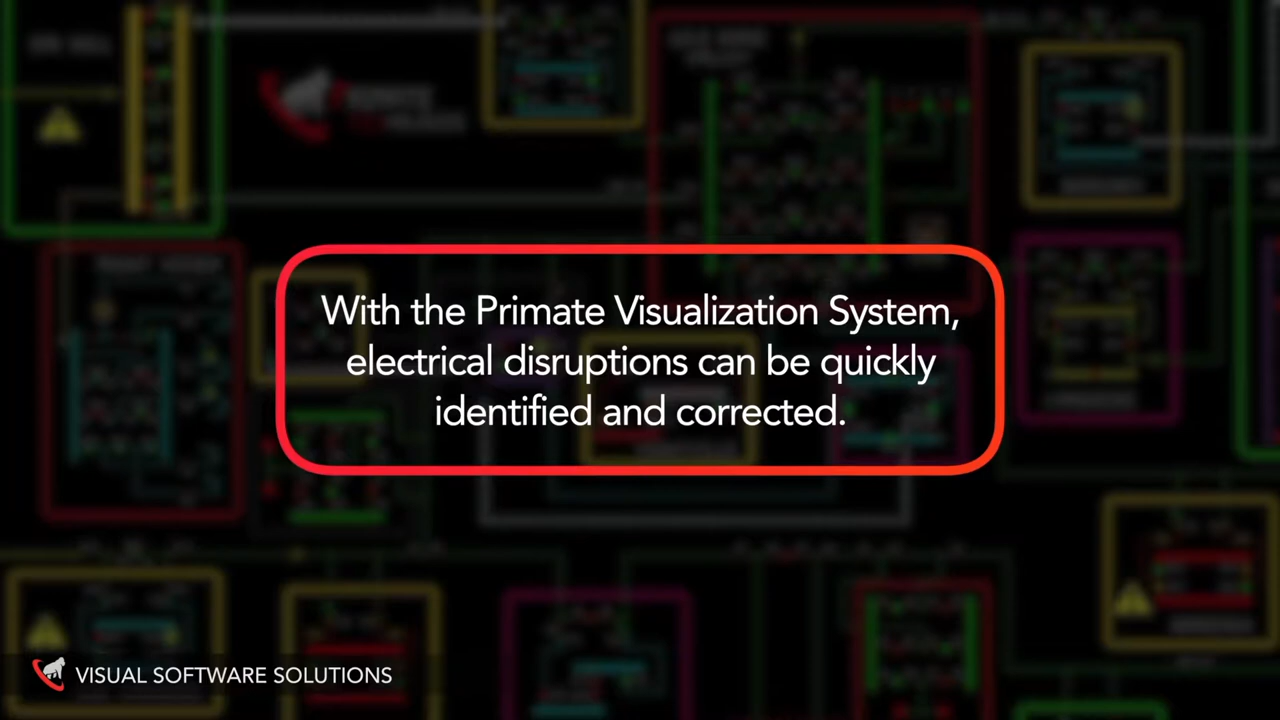 With the Primate Visualization System,
electrical disruptions can be quickly
identified and corrected.
VISUAL SOFTWARE SOLUTIONS